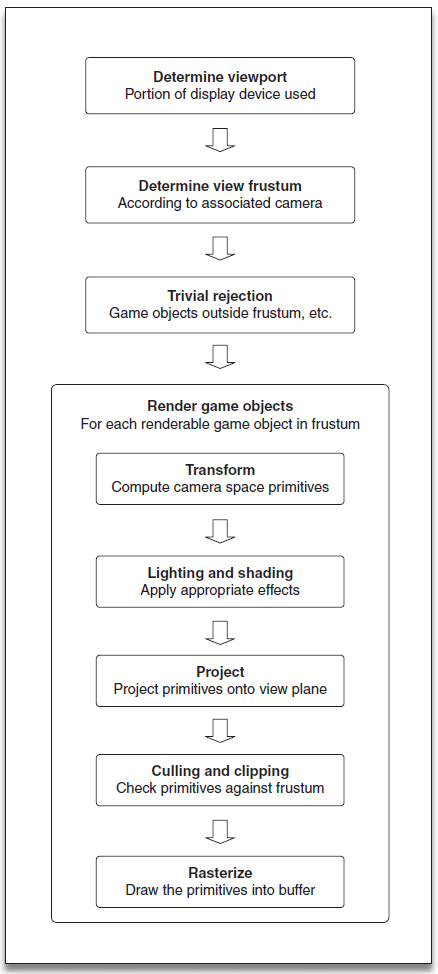 Determine viewport
Portion of display device used
Determine view frustum
According to associated camera
Trivial rejection
Game objects outside frustum, etc.
Render game objects
For each renderable game object in frustum
Transform
Compute camera space primitives
Lighting and shading
Apply appropriate effects
Project
Project primitives onto view plane
Culling and clipping
Check primitives against frustum
Rasterize
Draw the primitives into buffer